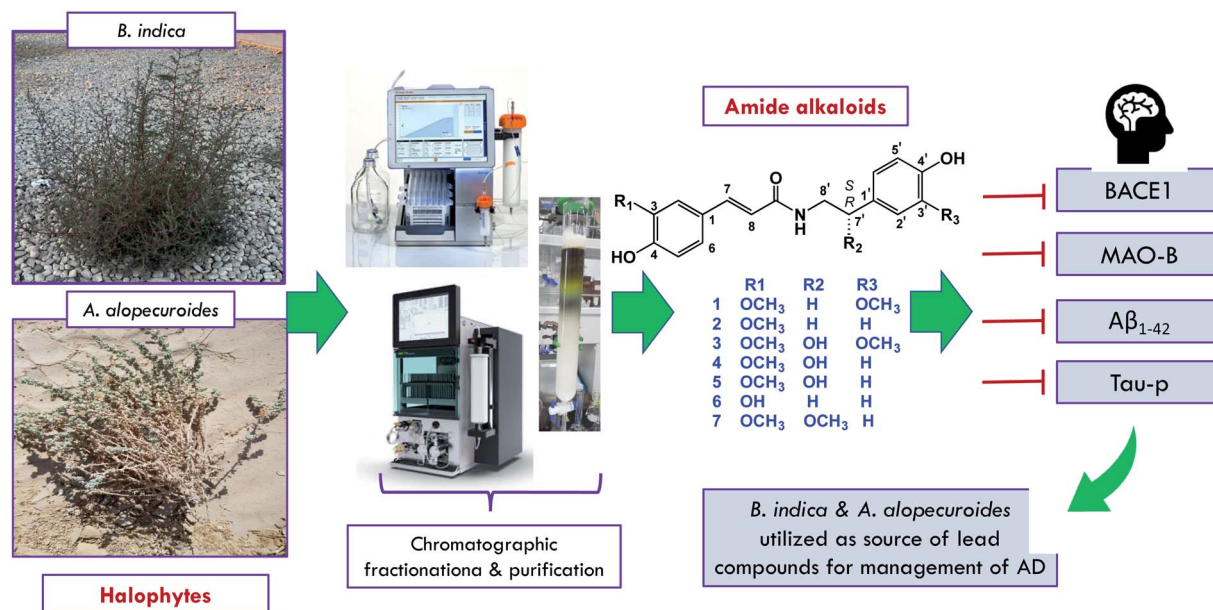 B. indica
A. alopecuroides
Halophytes
Chromatographic
fractionationa & purification
Amide alkaloids
R₁
3
HO
4
6
1
7
8
O
N
H
8'
S
R
7'
R₂
1'
2'
3'
R₃
4'
OH
5'
R1 R2 R3
1 OCH₃ H OCH₃
2 OCH₃ H H
3 OCH₃ OH OCH₃
4 OCH₃ OH H
5 OCH₃ OH H
6 OH H H
7 OCH₃ OCH₃ H
BACE1
MAO-B
Aβ₁₋₄₂
Tau-p
B. indica & A. alopecuroides
utilized as source of lead
compounds for management of AD